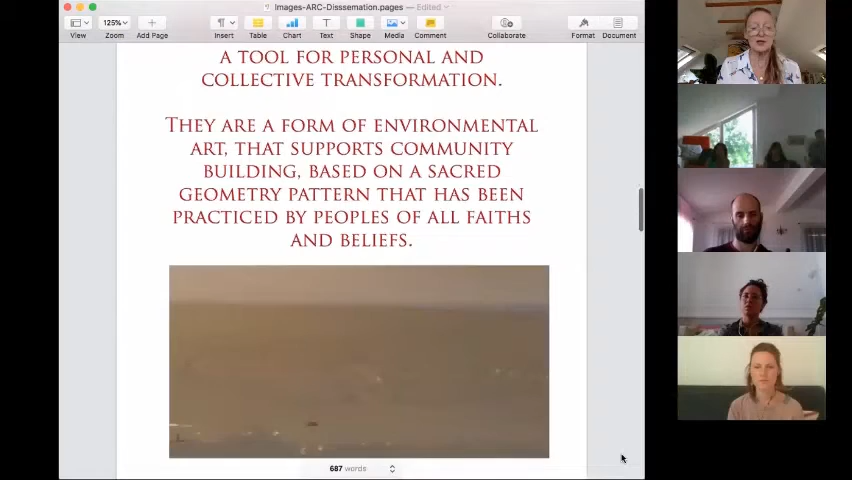 Images-ARC-Disssemation.pages — Edited
125%
View
Zoom
Add Page
Insert
Table
Chart
Text
Shape
Media
Comment
Collaborate
Format
Document
A TOOL FOR PERSONAL AND
COLLECTIVE TRANSFORMATION.
THEY ARE A FORM OF ENVIRONMENTAL
ART, THAT SUPPORTS COMMUNITY
BUILDING, BASED ON A SACRED
GEOMETRY PATTERN THAT HAS BEEN
PRACTICED BY PEOPLES OF ALL FAITHS
AND BELIEFS.
687 words